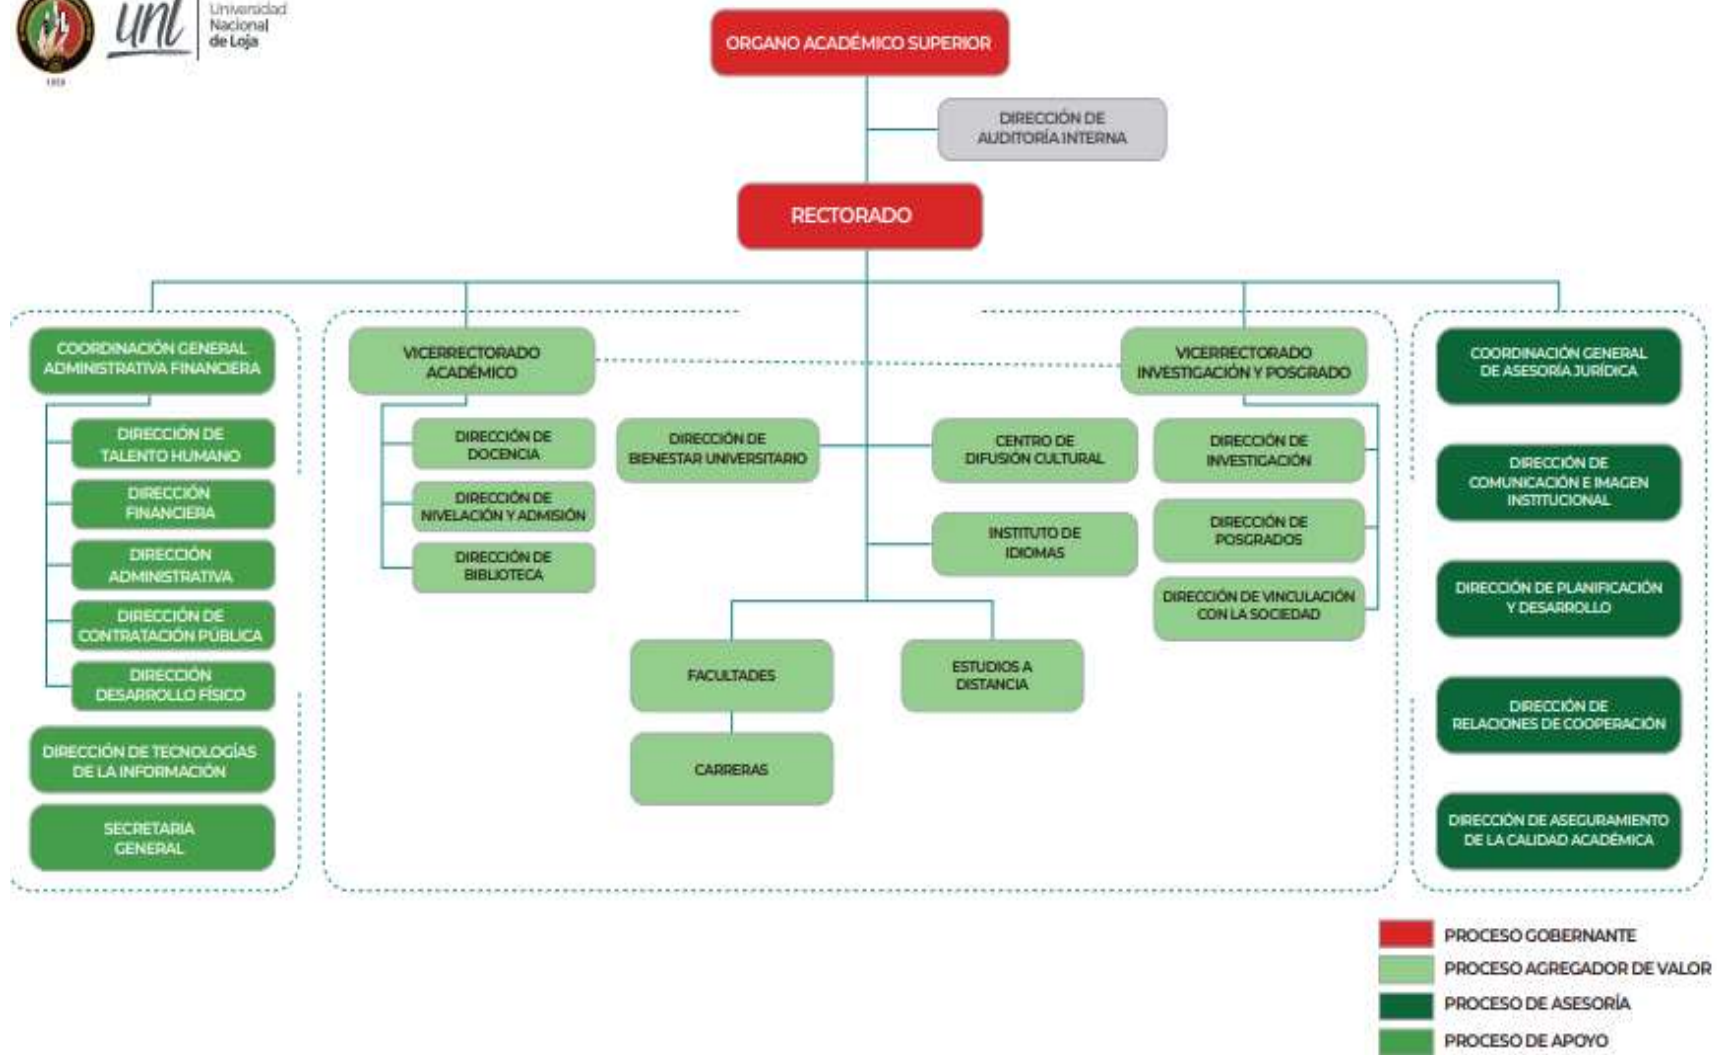 unl
Universidad
Nacional
de Loja
1859
ORGANO ACADÉMICO SUPERIOR
DIRECCIÓN DE
AUDITORÍA INTERNA
RECTORADO
COORDINACIÓN GENERAL
ADMINISTRATIVA FINANCIERA
DIRECCIÓN DE
TALENTO HUMANO
DIRECCIÓN
FINANCIERA
DIRECCIÓN
ADMINISTRATIVA
DIRECCIÓN DE
CONTRATACIÓN PÚBLICA
DIRECCIÓN
DESARROLLO FÍSICO
DIRECCIÓN DE TECNOLOGÍAS
DE LA INFORMACIÓN
SECRETARIA
GENERAL
VICERRECTORADO
ACADÉMICO
DIRECCIÓN DE
DOCENCIA
DIRECCIÓN DE
NIVELACIÓN Y ADMISIÓN
DIRECCIÓN DE
BIBLIOTECA
DIRECCIÓN DE
BIENESTAR UNIVERSITARIO
CENTRO DE
DIFUSIÓN CULTURAL
INSTITUTO DE
IDIOMAS
FACULTADES
CARRERAS
ESTUDIOS A
DISTANCIA
VICERRECTORADO
INVESTIGACIÓN Y POSGRADO
DIRECCIÓN DE
INVESTIGACIÓN
DIRECCIÓN DE
POSGRADOS
DIRECCIÓN DE VINCULACIÓN
CON LA SOCIEDAD
COORDINACIÓN GENERAL
DE ASESORÍA JURÍDICA
DIRECCIÓN DE
COMUNICACIÓN E IMAGEN
INSTITUCIONAL
DIRECCIÓN DE PLANIFICACIÓN
Y DESARROLLO
DIRECCIÓN DE
RELACIONES DE COOPERACIÓN
DIRECCIÓN DE ASEGURAMIENTO
DE LA CALIDAD ACADÉMICA
PROCESO GOBERNANTE
PROCESO AGREGADOR DE VALOR
PROCESO DE ASESORÍA
PROCESO DE APOYO